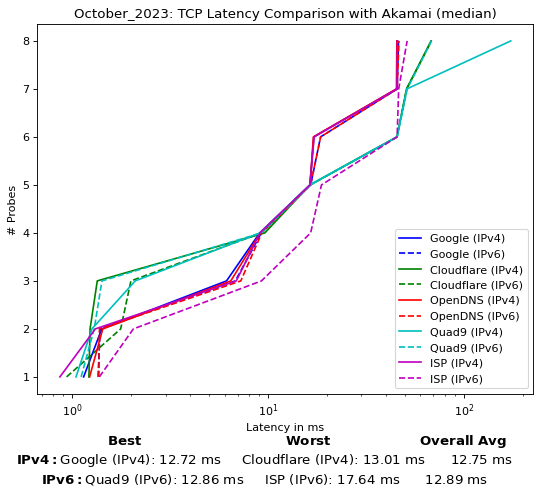 October_2023: TCP Latency Comparison with Akamai (median)
8
7
6
5
4
3
2
1
# Probes
10^0
10^1
10^2
Latency in ms
Google (IPv4)
Google (IPv6)
Cloudflare (IPv4)
Cloudflare (IPv6)
OpenDNS (IPv4)
OpenDNS (IPv6)
Quad9 (IPv4)
Quad9 (IPv6)
ISP (IPv4)
ISP (IPv6)
Best Worst Overall Avg
IPv4: Google (IPv4): 12.72 ms Cloudflare (IPv4): 13.01 ms 12.75 ms
IPv6: Quad9 (IPv6): 12.86 ms ISP (IPv6): 17.64 ms 12.89 ms